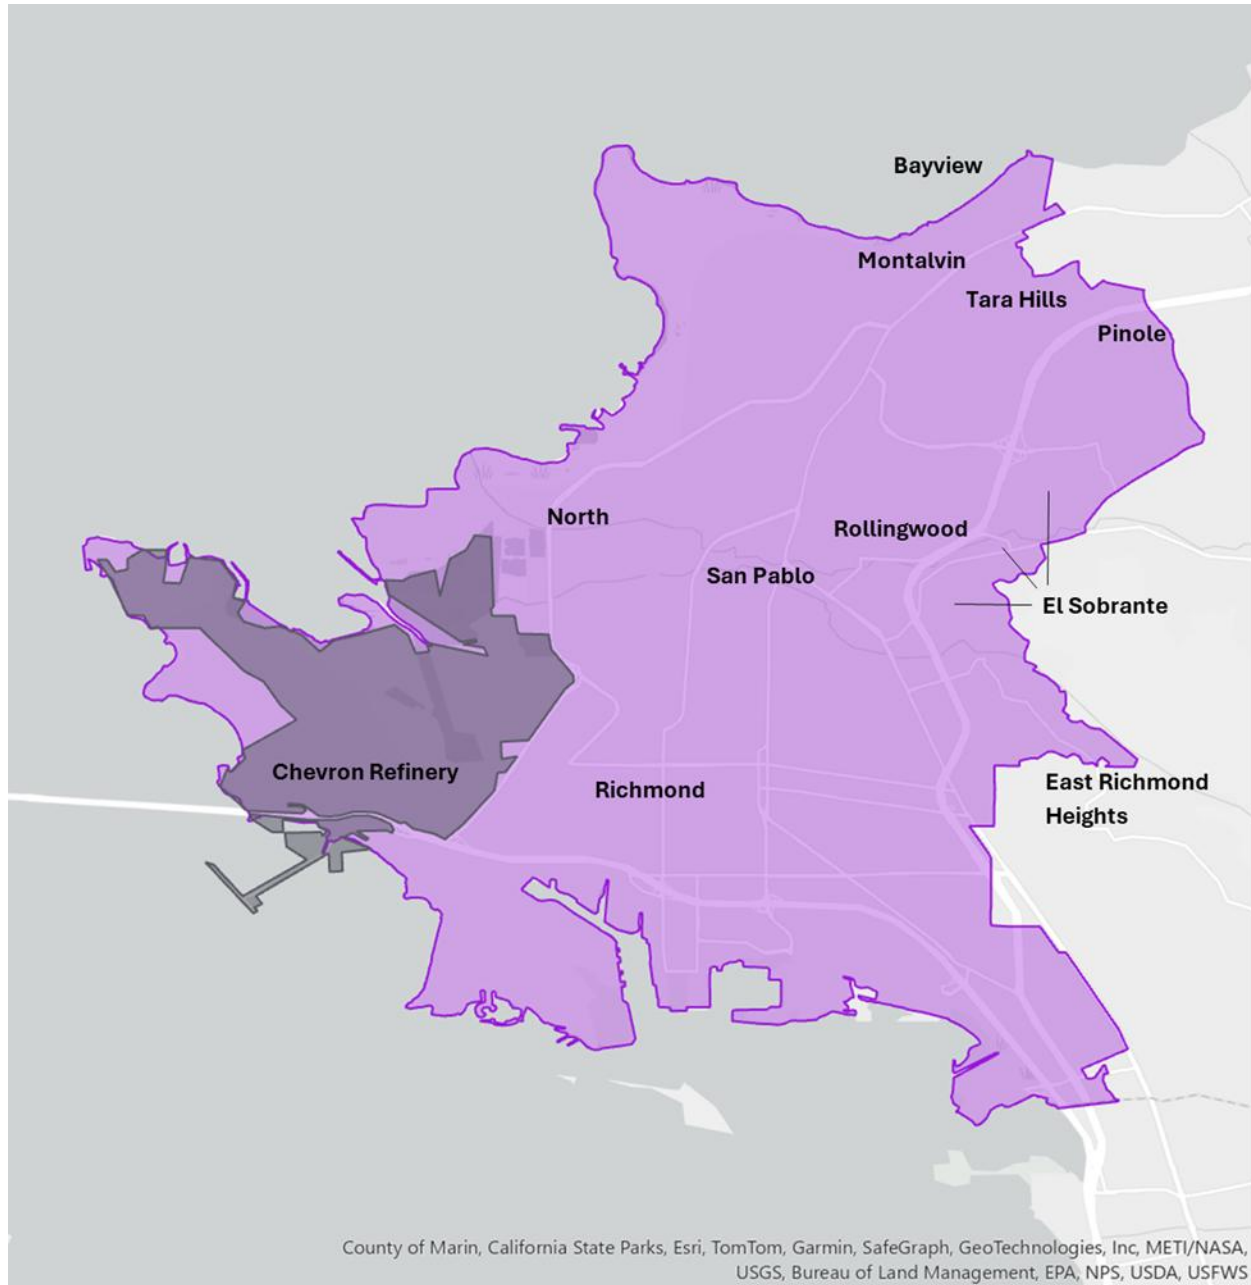 Bayview
Montalvin
Tara Hills
Pinole
North
Rollingwood
San Pablo
El Sobrante
Chevron Refinery
Richmond
East Richmond
Heights
County of Marin, California State Parks, Esri, TomTom, Garmin, SafeGraph, GeoTechnologies, Inc, METI/NASA,
USGS, Bureau of Land Management, EPA, NPS, USDA, USFWS